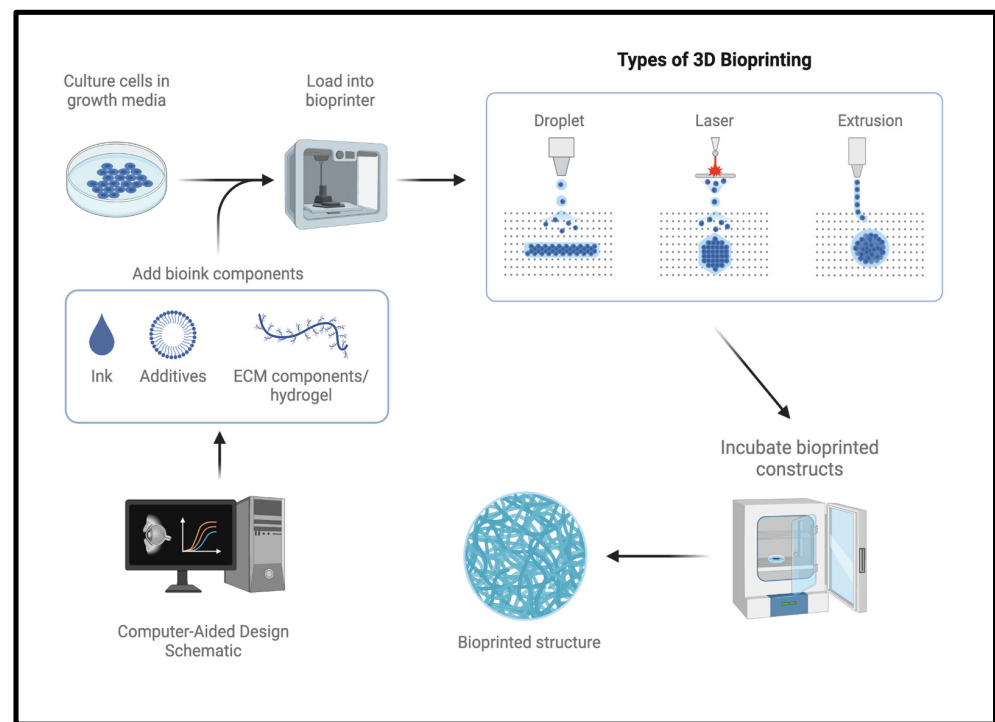 Types of 3D Bioprinting
Culture cells in
growth media
Load into
bioprinter
Droplet
Laser
Extrusion
Add bioink components
Ink
Additives
ECM components/
hydrogel
Incubate bioprinted
constructs
Computer-Aided Design
Schematic
Bioprinted structure